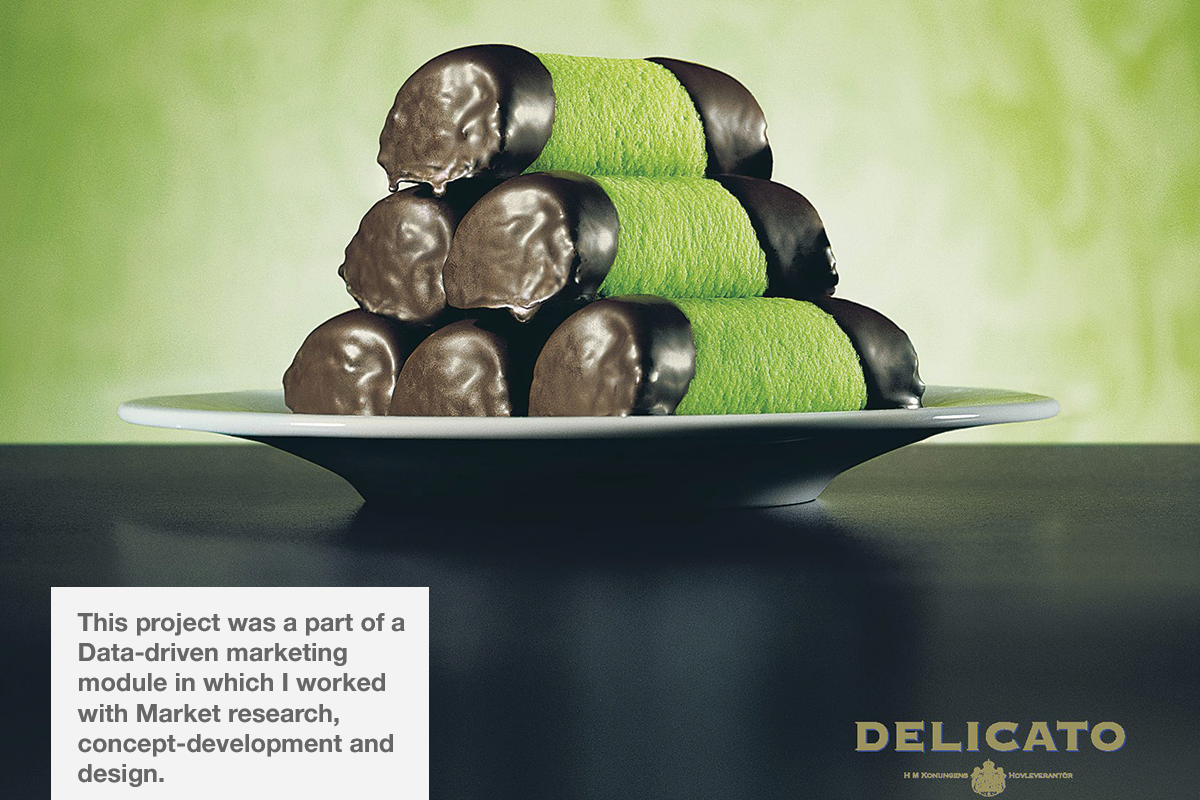 This project was a part of a
Data-driven marketing
module in which I worked
with Market research,
concept-development and
design.
DELICATO
H M KONUNGENS HOVLEVERANTÖR